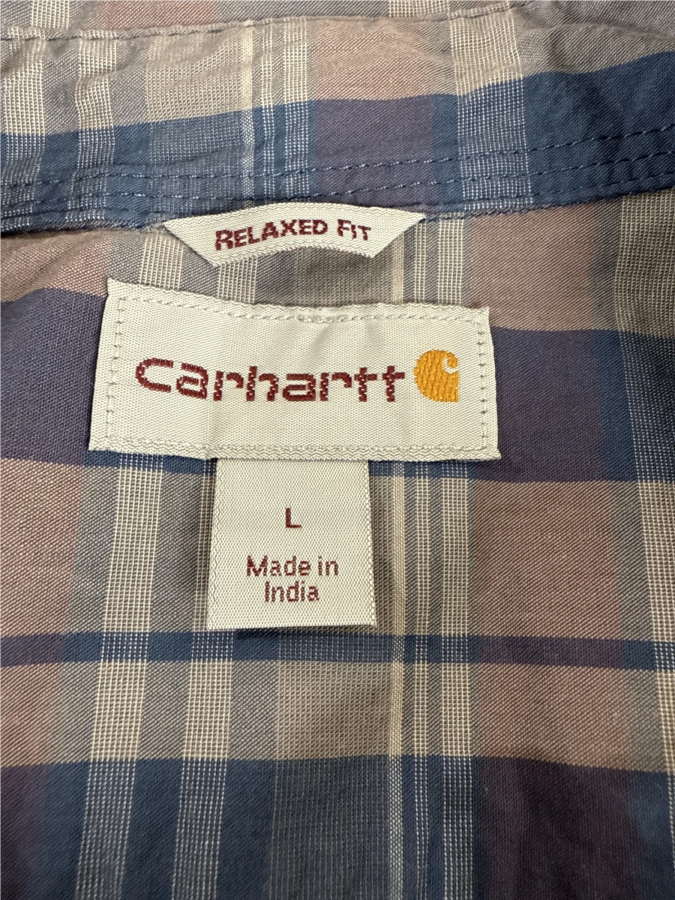 RELAXED FIT
carhartt
L
Made in
India